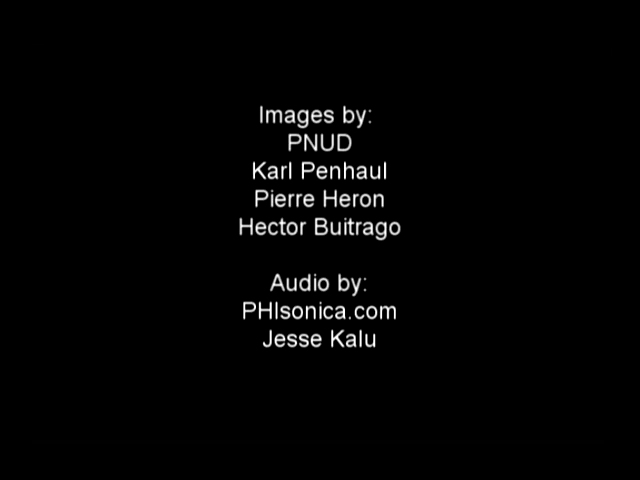 Images by:
PNUD
Karl Penhaul
Pierre Heron
Hector Buitrago
Audio by:
PHIsonica.com
Jesse Kalu